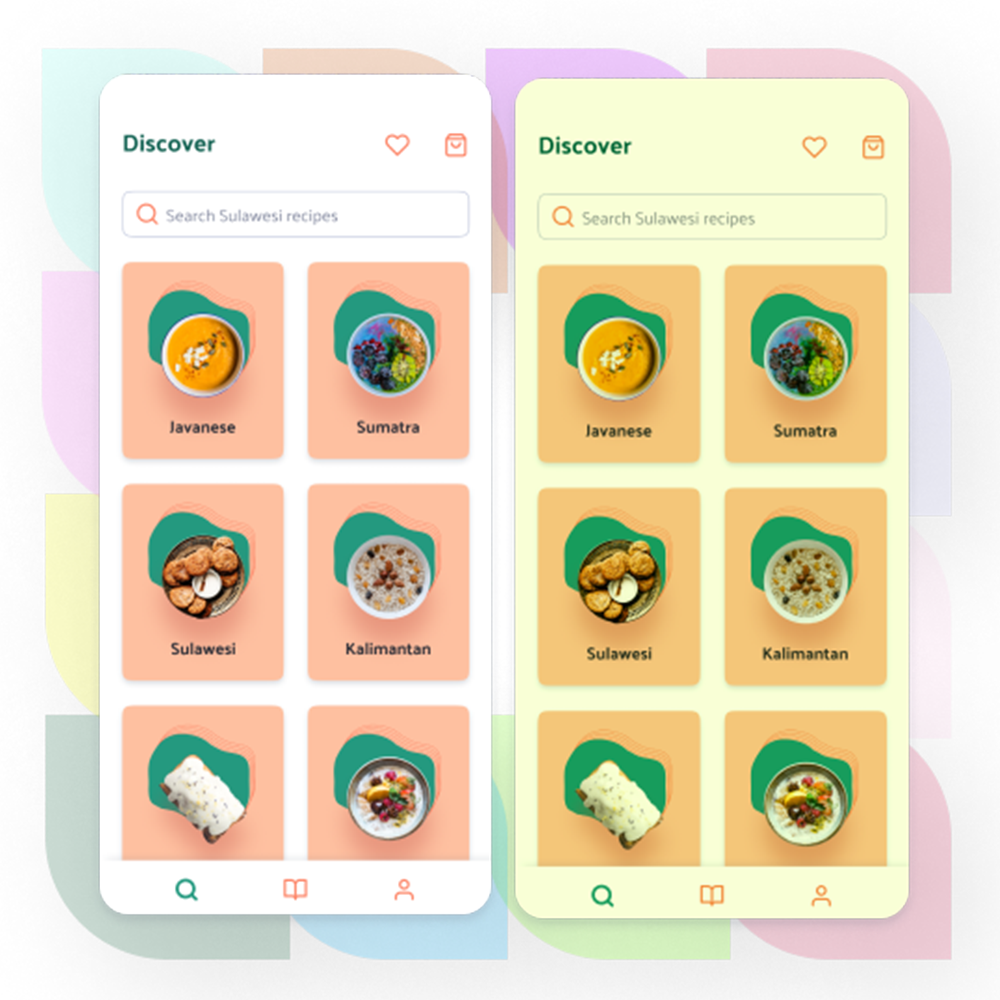 Discover
Search Sulawesi recipes
Javanese
Sumatra
Sulawesi
Kalimantan
Discover
Search Sulawesi recipes
Javanese
Sumatra
Sulawesi
Kalimantan